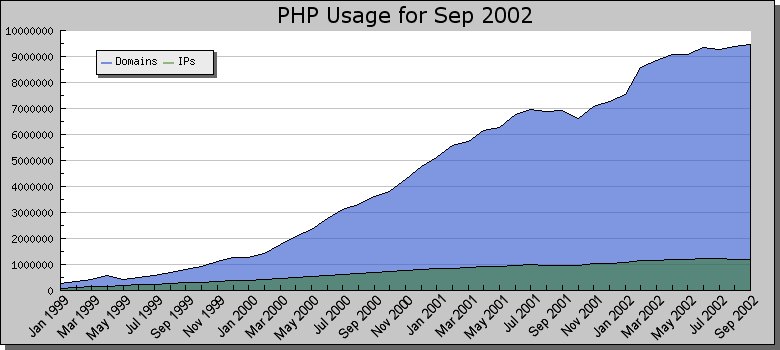 PHP Usage for Sep 2002
10000000
9000000
8000000
7000000
6000000
5000000
4000000
3000000
2000000
1000000
0
Domains IPs
Jan 1999
Mar 1999
May 1999
Jul 1999
Sep 1999
Nov 1999
Jan 2000
Mar 2000
May 2000
Jul 2000
Sep 2000
Nov 2000
Jan 2001
Mar 2001
May 2001
Jul 2001
Sep 2001
Nov 2001
Jan 2002
Mar 2002
May 2002
Jul 2002
Sep 2002